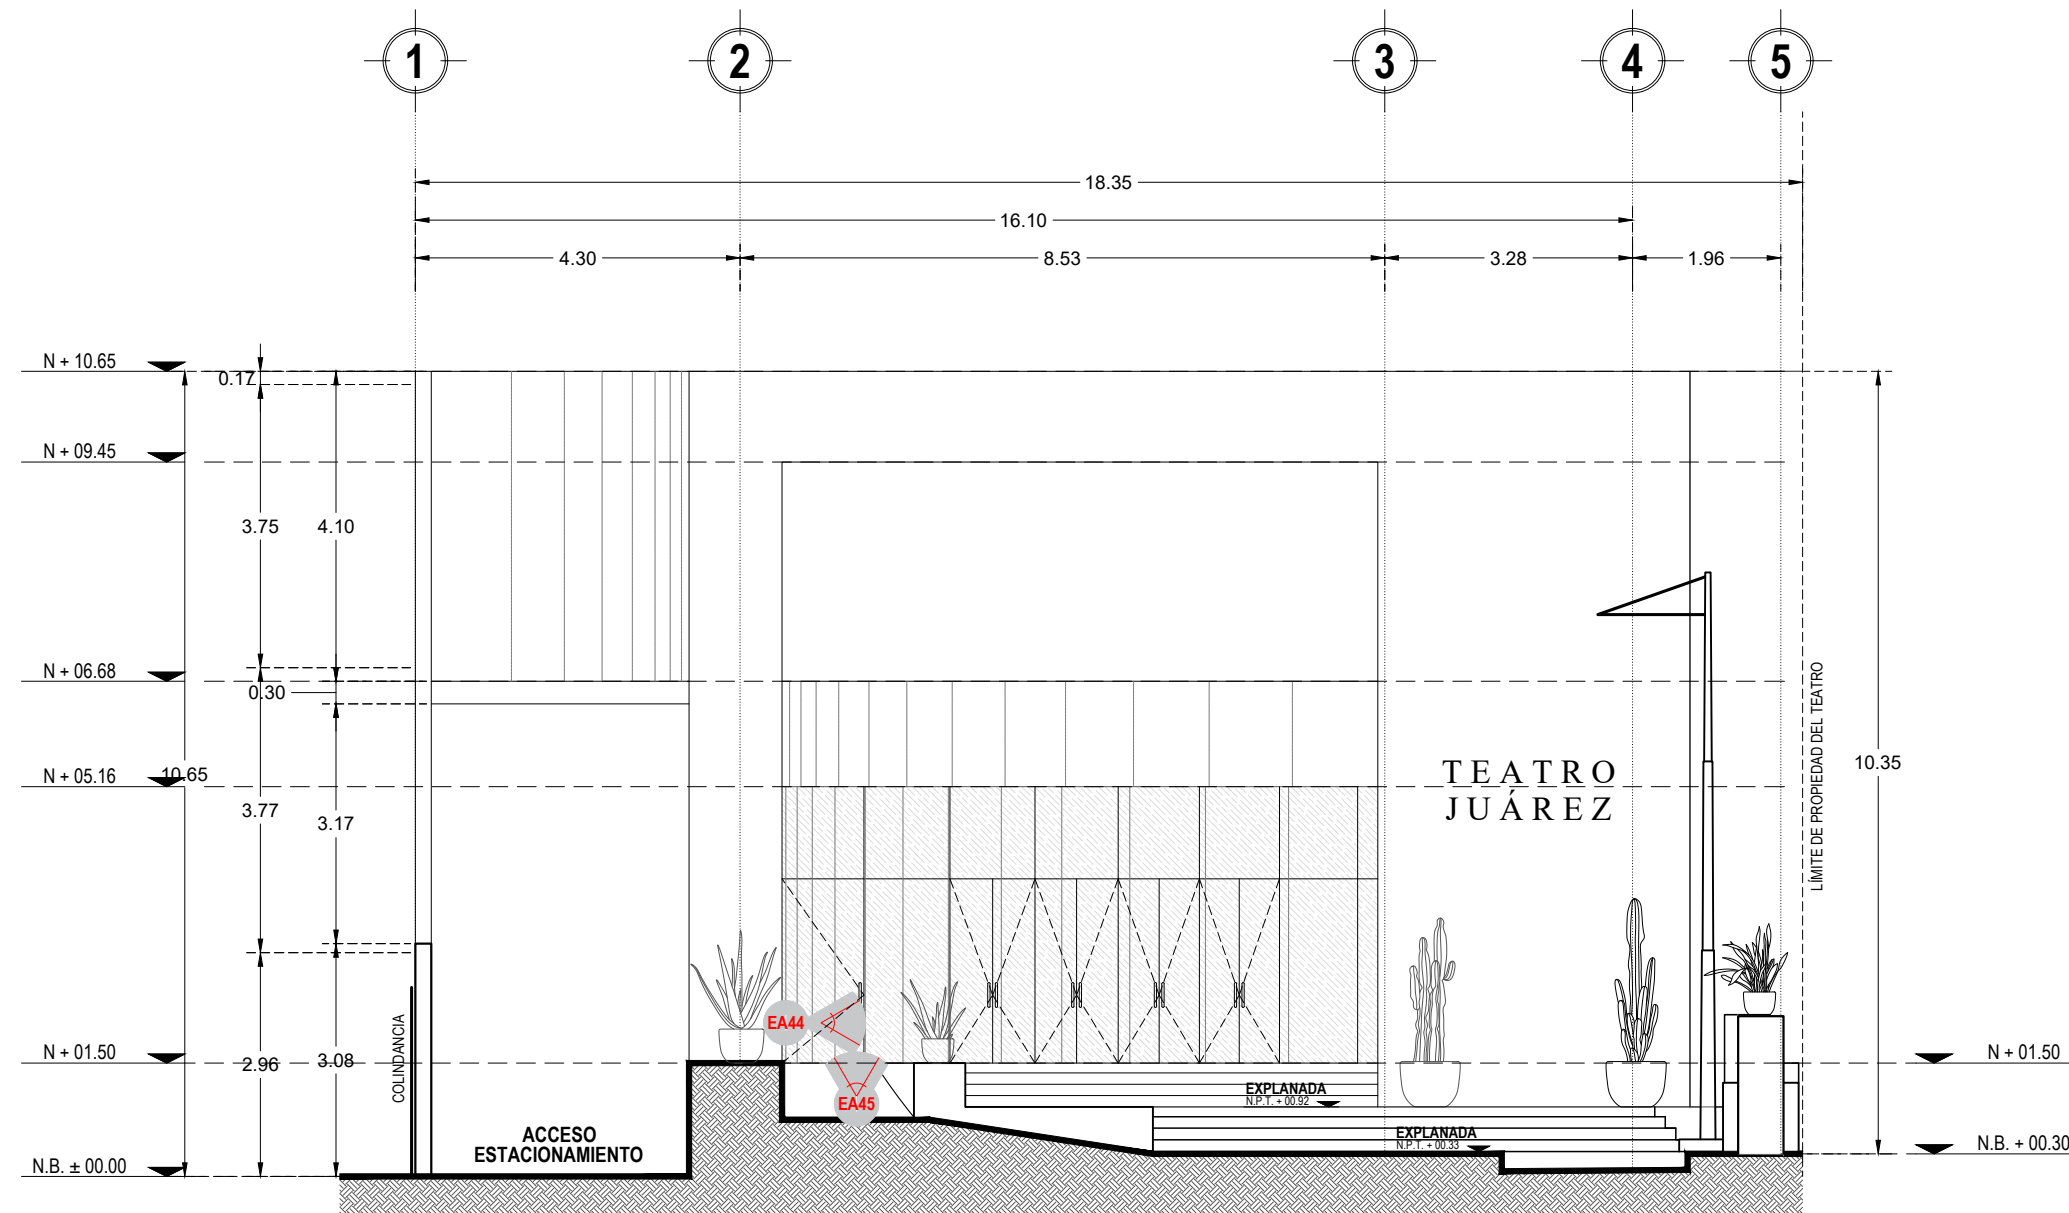 1 2 3 4 5
18.35
16.10
4.30 8.53 3.28 1.96
N + 10.65
0.17
N + 09.45
3.75 4.10
N + 06.68
0.30
LÍMITE DE PROPIEDAD DEL TEATRO
TEATRO
JUÁREZ
10.35
N + 05.16 10.65
3.77 3.17
COLINDANCIA
EA44
N + 01.50 2.96 3.08 N + 01.50
EA45
EXPLANADA
N.P.T. + 00.92
EXPLANADA
N.P.T. + 00.33
ACCESO
ESTACIONAMIENTO
N.B. ± 00.00 N.B. + 00.30